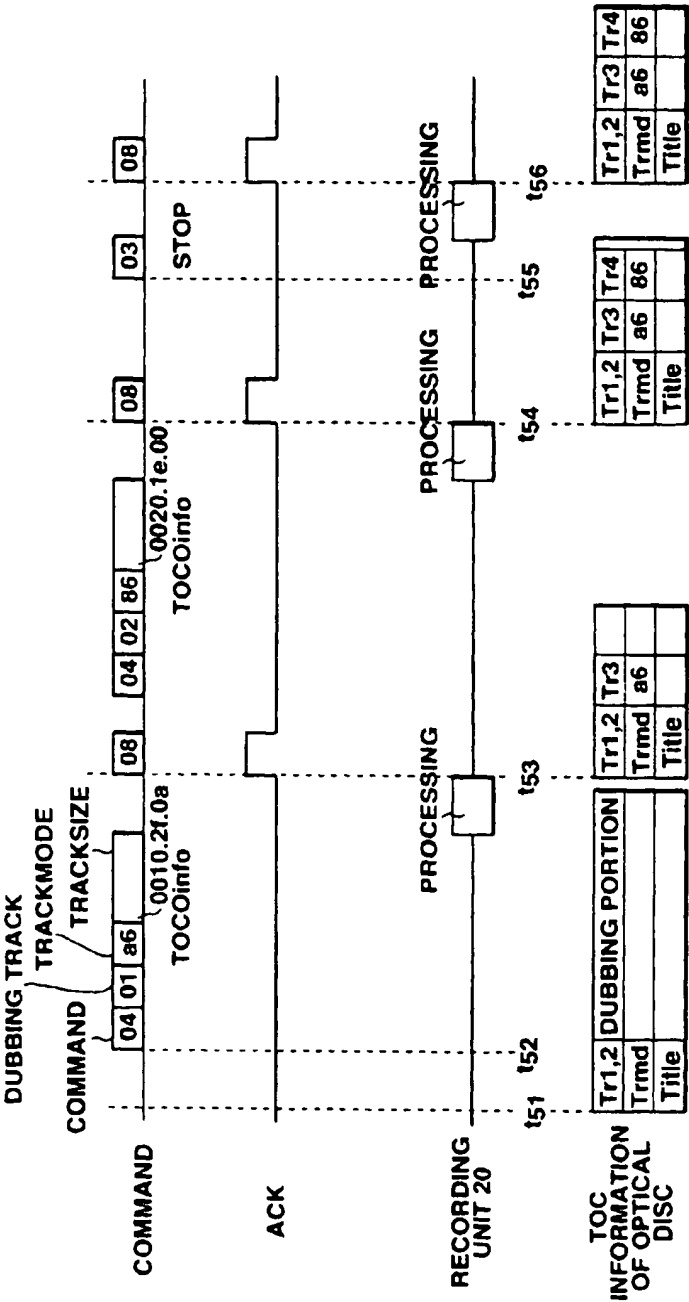 DUBBING TRACK
TRACKMODE
TRACKSIZE
COMMAND
COMMAND
04 01 a6
0010.2f.0a
TOCOinfo
08
04 02 86
0020.1e.00
TOCOinfo
08
03
STOP
08
ACK
RECORDING
UNIT 20
PROCESSING
PROCESSING
PROCESSING
t51
t52
t53
t54
t55
t56
TOC
INFORMATION
OF OPTICAL
DISC
Tr1,2 DUBBING PORTION
Trmd
Title
Tr1,2 Tr3
Trmd a6
Title
Tr1,2 Tr3 Tr4
Trmd a6 86
Title
Tr1,2 Tr3 Tr4
Trmd a6 86
Title